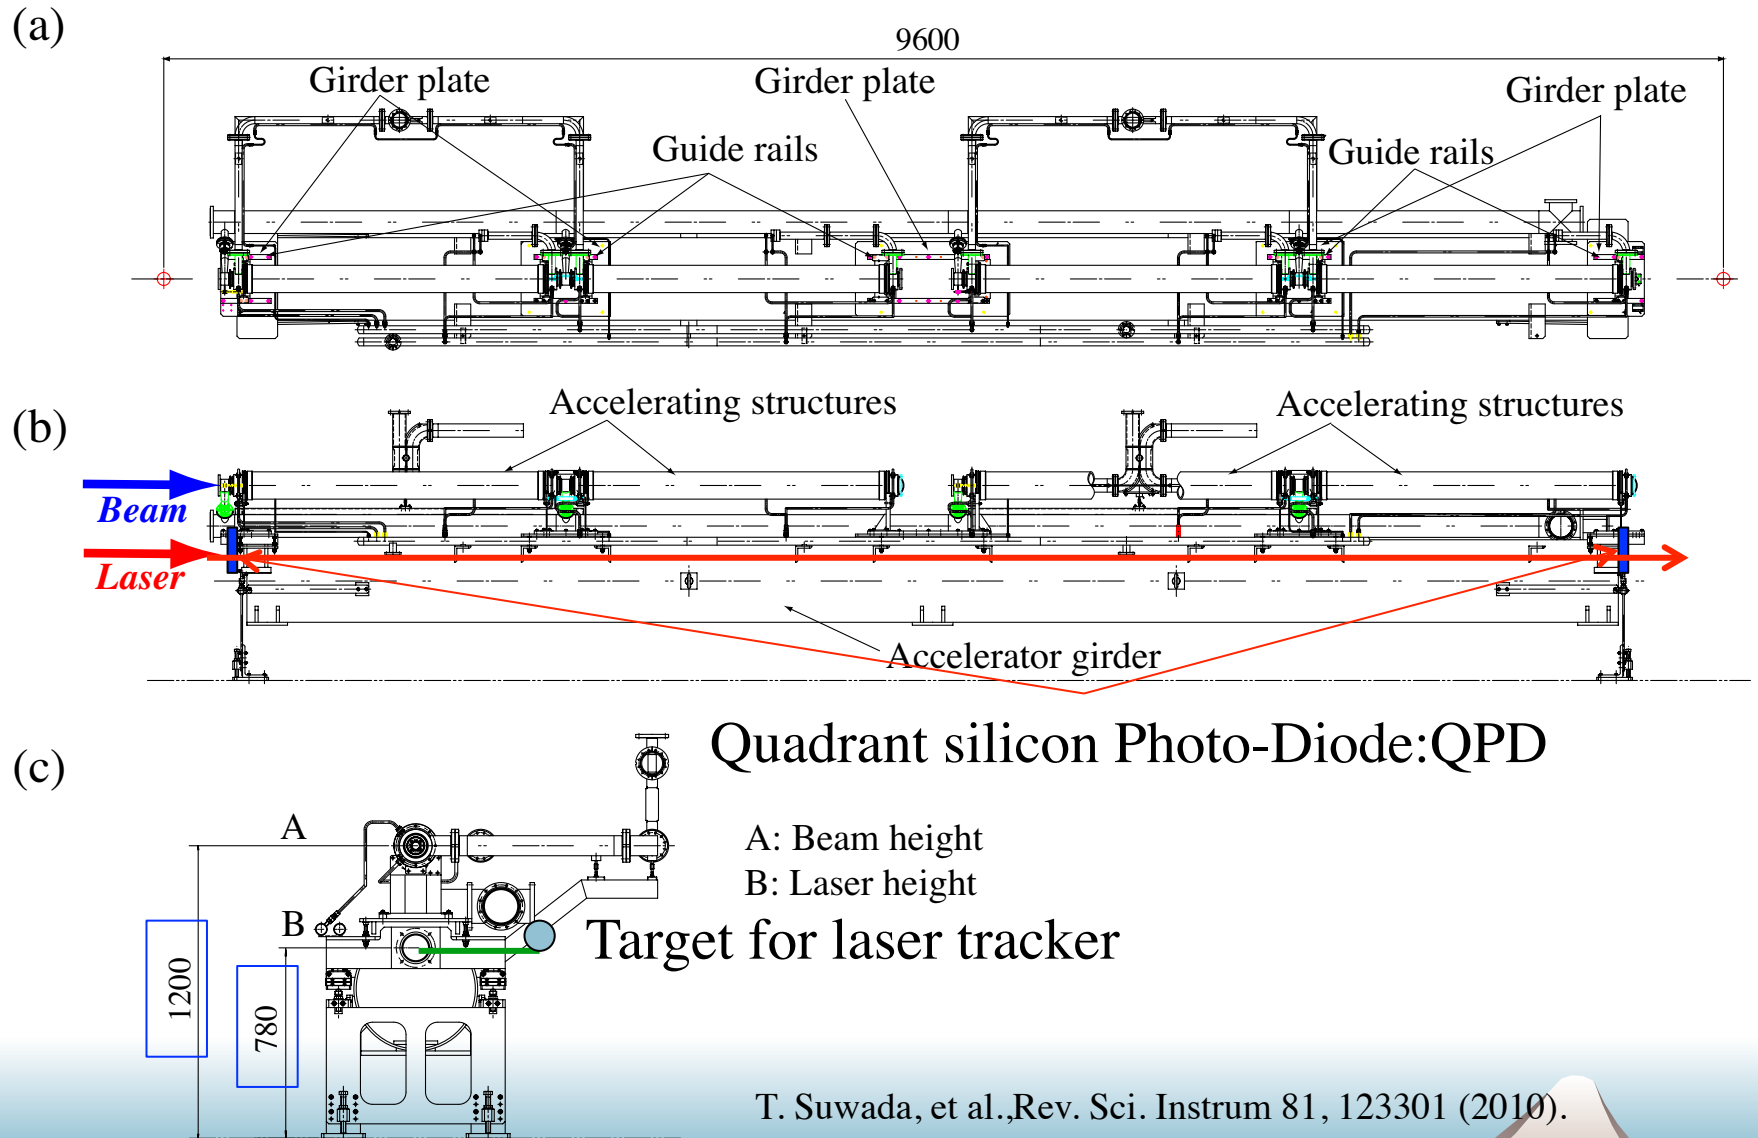 (a)
9600
Girder plate
Girder plate
Girder plate
Guide rails
Guide rails
(b)
Accelerating structures
Accelerating structures
Beam
Laser
Accelerator girder
Quadrant silicon Photo-Diode:QPD
(c)
A
A: Beam height
B: Laser height
B
Target for laser tracker
1200
780
T. Suwada, et al.,Rev. Sci. Instrum 81, 123301 (2010).